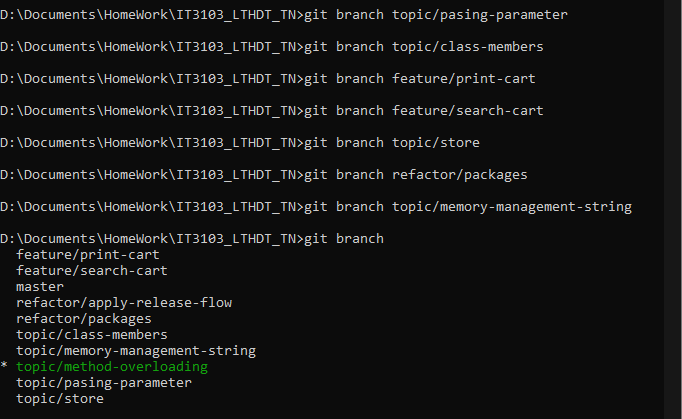 D:\Documents\HomeWork\IT3103_LTHDT_TN>git branch topic/pasing-parameter
D:\Documents\HomeWork\IT3103_LTHDT_TN>git branch topic/class-members
D:\Documents\HomeWork\IT3103_LTHDT_TN>git branch feature/print-cart
D:\Documents\HomeWork\IT3103_LTHDT_TN>git branch feature/search-cart
D:\Documents\HomeWork\IT3103_LTHDT_TN>git branch topic/store
D:\Documents\HomeWork\IT3103_LTHDT_TN>git branch refactor/packages
D:\Documents\HomeWork\IT3103_LTHDT_TN>git branch topic/memory-management-string
D:\Documents\HomeWork\IT3103_LTHDT_TN>git branch
  feature/print-cart
  feature/search-cart
  master
  refactor/apply-release-flow
  refactor/packages
  topic/class-members
  topic/memory-management-string
* topic/method-overloading
  topic/pasing-parameter
  topic/store